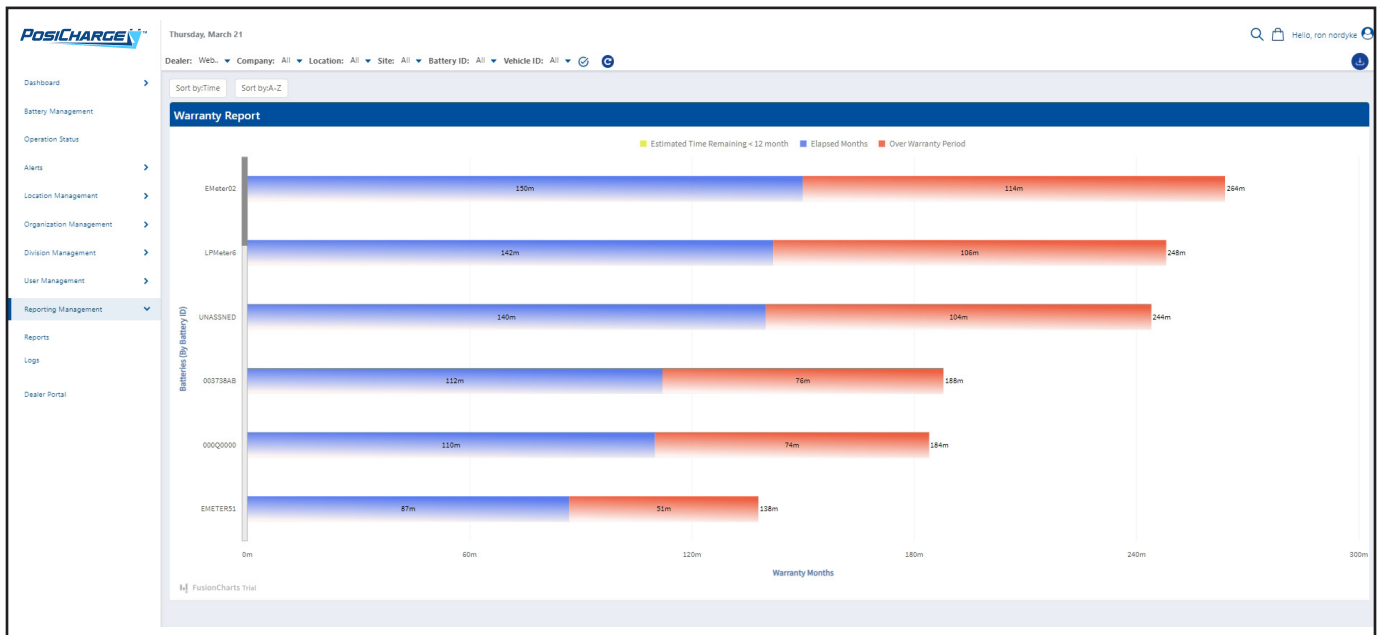 POSICHARGE™
Thursday, March 21
Hello, ron nordyke
Dealer: Web.. Company: All Location: All Site: All Battery ID: All Vehicle ID: All
Dashboard
Battery Management
Operation Status
Alerts
Location Management
Organization Management
Division Management
User Management
Reporting Management
Reports
Logs
Dealer Portal
Sort by:Time Sort by:A-Z
Warranty Report
Estimated Time Remaining < 12 month Elapsed Months Over Warranty Period
Batteries (By Battery ID)
EMeter02 150m 114m 264m
LPMeter6 142m 106m 248m
UNASSNED 140m 104m 244m
003738AB 112m 76m 188m
000Q0000 110m 74m 184m
EMETER51 87m 51m 138m
0m 60m 120m 180m 240m 300m
Warranty Months
FusionCharts Trial